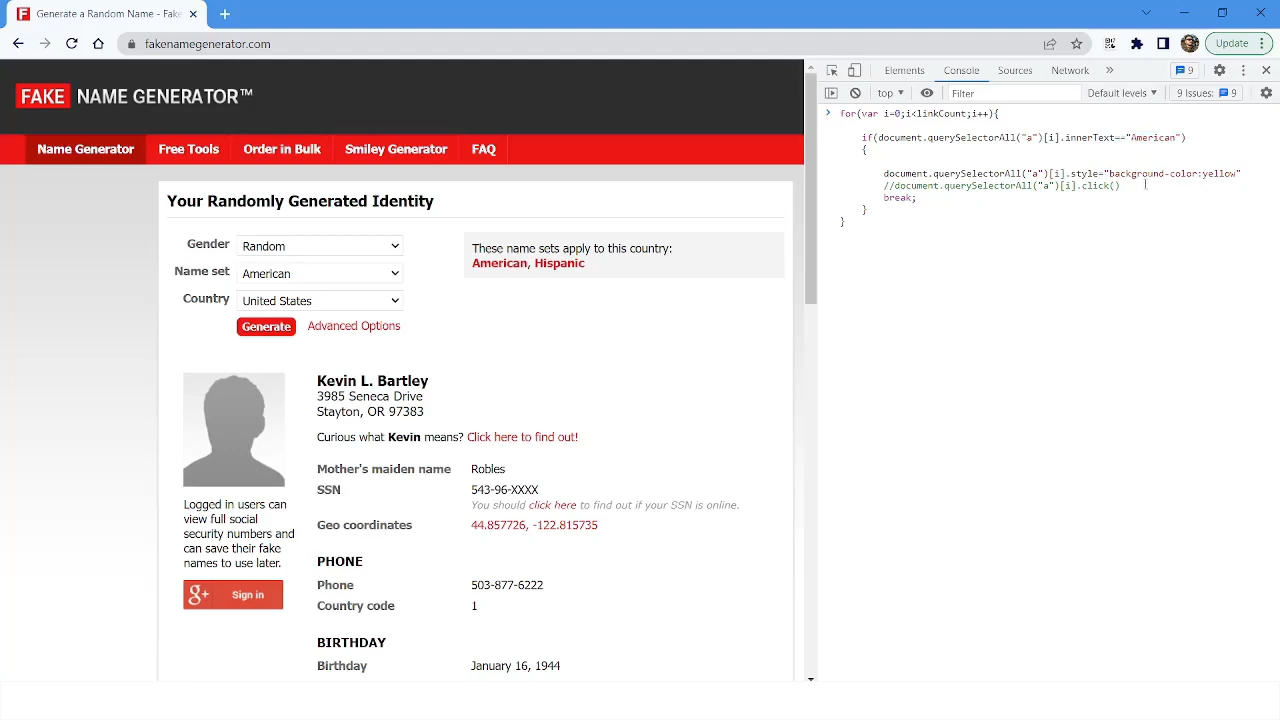 Generate a Random Name - Fake
fakenamegenerator.com
Update
FAKE NAME GENERATOR™
Name Generator Free Tools Order in Bulk Smiley Generator FAQ
Your Randomly Generated Identity
Gender Random
Name set American
Country United States
Generate Advanced Options
These name sets apply to this country:
American, Hispanic
Logged in users can
view full social
security numbers and
can save their fake
names to use later.
g+ Sign in
Kevin L. Bartley
3985 Seneca Drive
Stayton, OR 97383
Curious what Kevin means? Click here to find out!
Mother's maiden name Robles
SSN 543-96-XXXX
You should click here to find out if your SSN is online.
Geo coordinates 44.857726, -122.815735
PHONE
Phone 503-877-6222
Country code 1
BIRTHDAY
Birthday January 16, 1944
Elements Console Sources Network » 9
top Filter Default levels 9 Issues: 9
for(var i=0;i<linkCount;i++){
if(document.querySelectorAll("a")[i].innerText=="American")
{
document.querySelectorAll("a")[i].style="background-color:yellow"
//document.querySelectorAll("a")[i].click()
break;
}
}